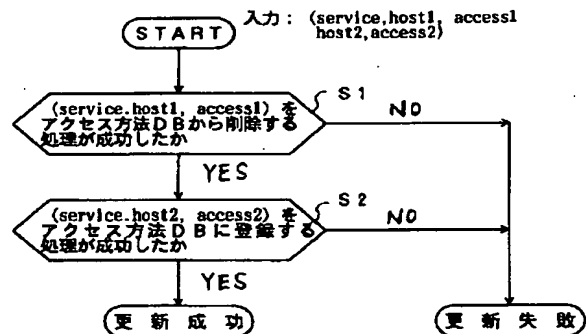 入力： (service,host1, access1
host2,access2)
START
S1
(service.host1, access1) を
アクセス方法DBから削除する
処理が成功したか
NO
YES
S2
(service.host2, access2) を
アクセス方法DBに登録する
処理が成功したか
NO
YES
更新成功
更新失敗